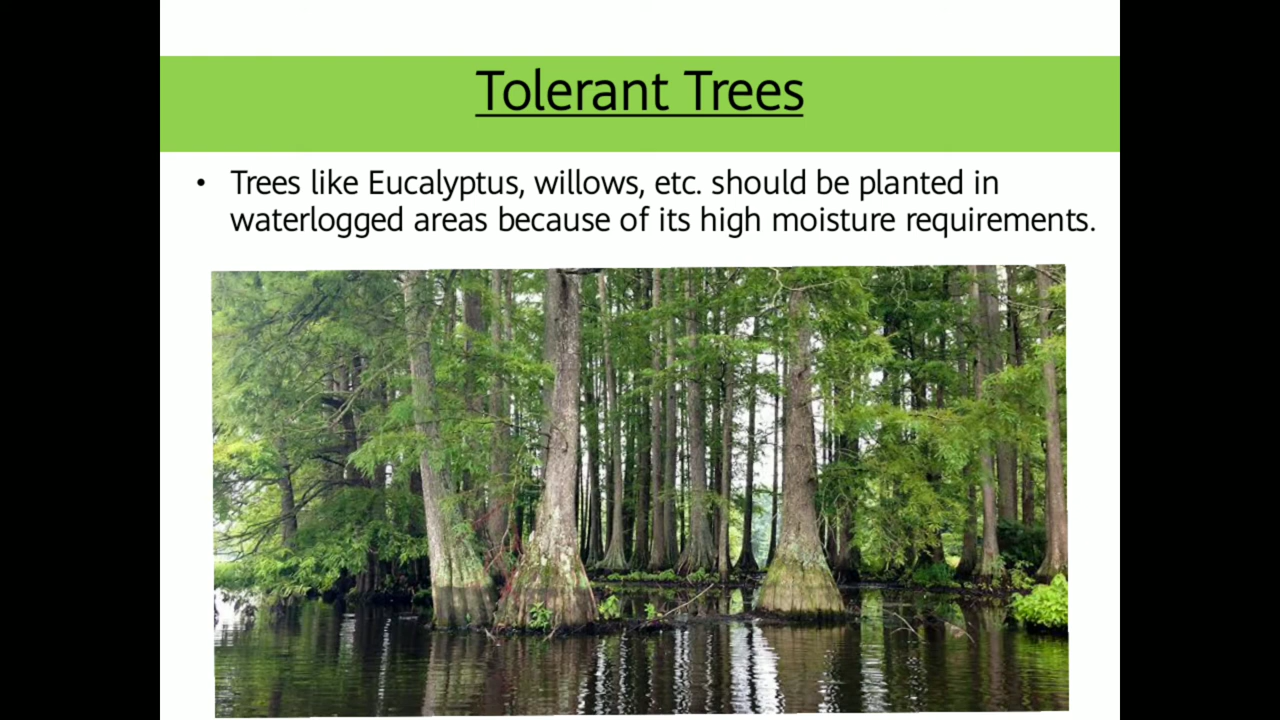 Tolerant Trees
• Trees like Eucalyptus, willows, etc. should be planted in
waterlogged areas because of its high moisture requirements.